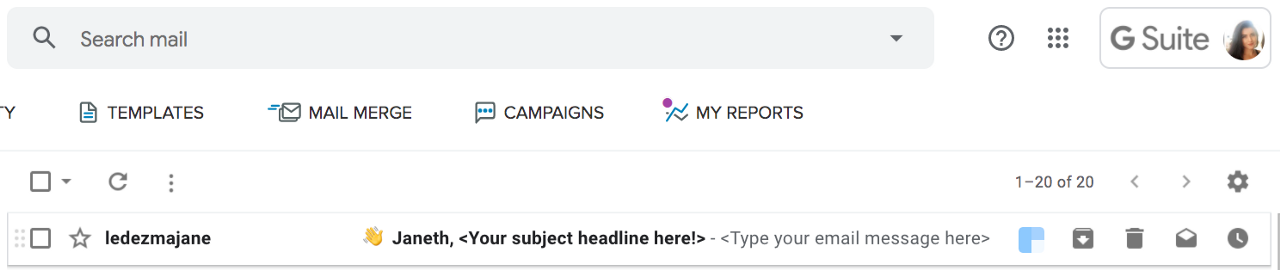 Search mail
G Suite
TY TEMPLATES MAIL MERGE CAMPAIGNS MY REPORTS
1–20 of 20
ledezmajane 👋 Janeth, <Your subject headline here!> - <Type your email message here>